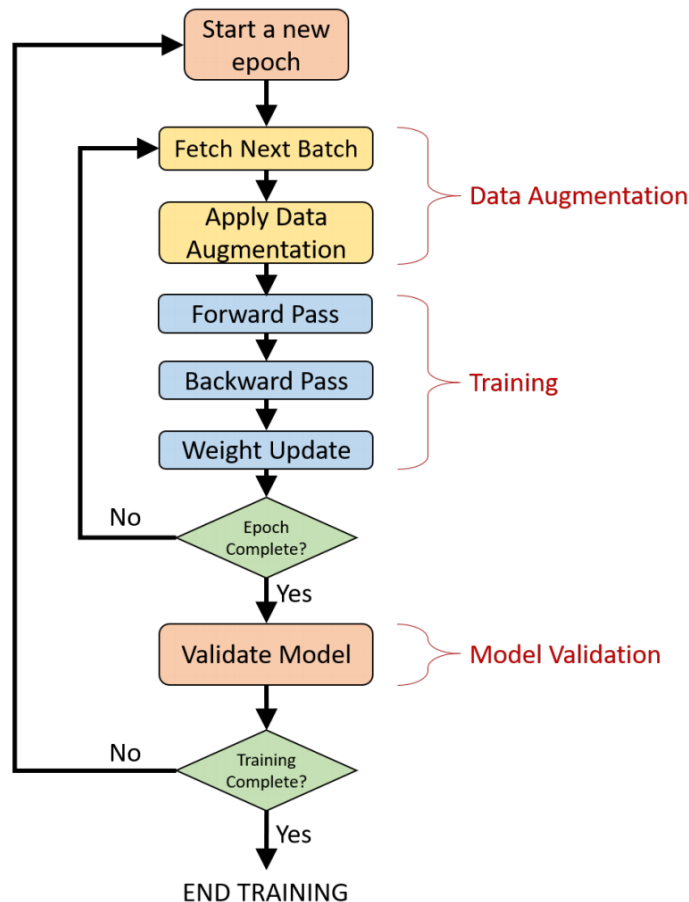 Start a new
epoch
Fetch Next Batch
Data Augmentation
Apply Data
Augmentation
Forward Pass
Backward Pass
Training
Weight Update
No
Epoch
Complete?
Yes
Validate Model
Model Validation
No
Training
Complete?
Yes
END TRAINING